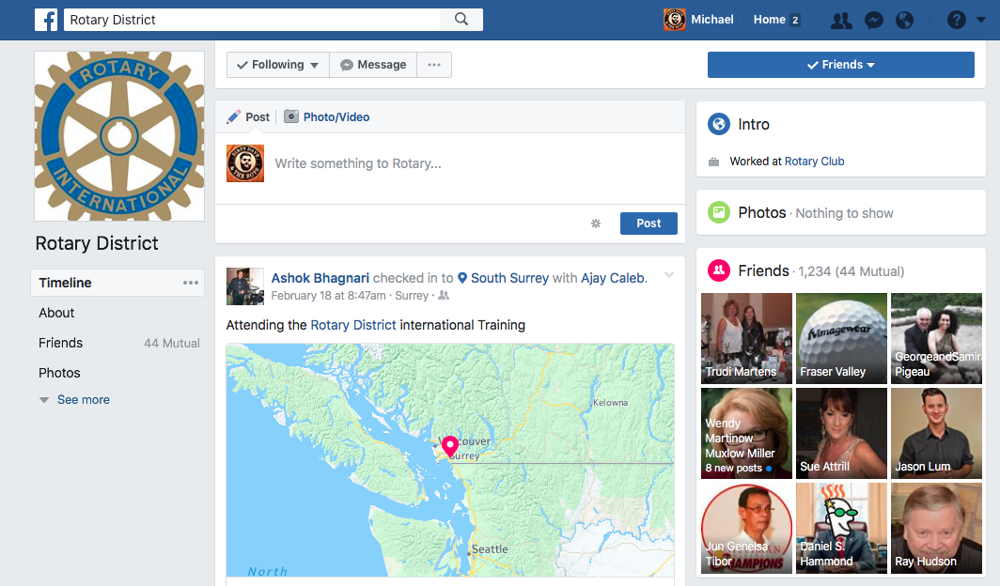 Rotary District
Michael
Home 2
ROTARY
INTERNATIONAL
Rotary District
Timeline
About
Friends 44 Mutual
Photos
See more
Following
Message
Friends
Post
Photo/Video
Write something to Rotary...
Post
Ashok Bhagnari checked in to South Surrey with Ajay Caleb.
February 18 at 8:47am · Surrey ·
Attending the Rotary District international Training
Kelowna
Surrey
Seattle
North
Intro
Worked at Rotary Club
Photos · Nothing to show
Friends · 1,234 (44 Mutual)
Trudi Martens
Fraser Valley
GeorgeandSamira
Pigeau
Wendy
Martinow
Muxlow Miller
8 new posts
Sue Attrill
Jason Lum
Jun Genelsa
Tibor
Daniel S.
Hammond
Ray Hudson